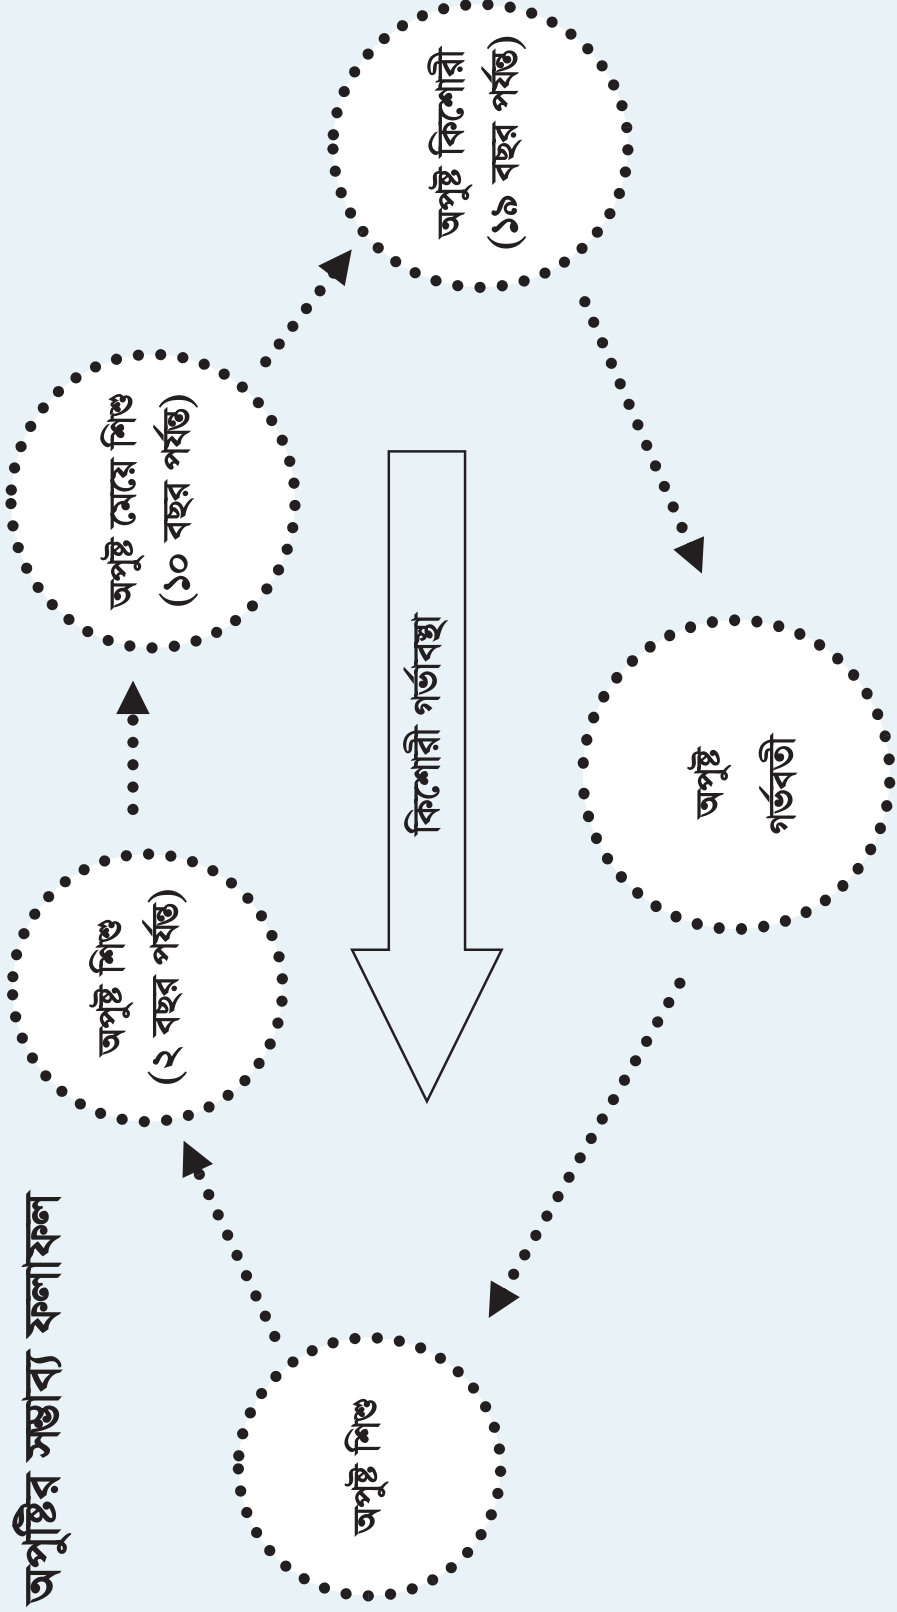 অপুষ্টির সম্ভাব্য ফলাফল
অপুষ্ট শিশু
অপুষ্ট শিশু
(২ বছর পর্যন্ত)
অপুষ্ট মেয়ে শিশু
(১০ বছর পর্যন্ত)
অপুষ্ট কিশোরী
(১৯ বছর পর্যন্ত)
কিশোরী গর্ভাবস্থা
অপুষ্ট
গর্ভবতী